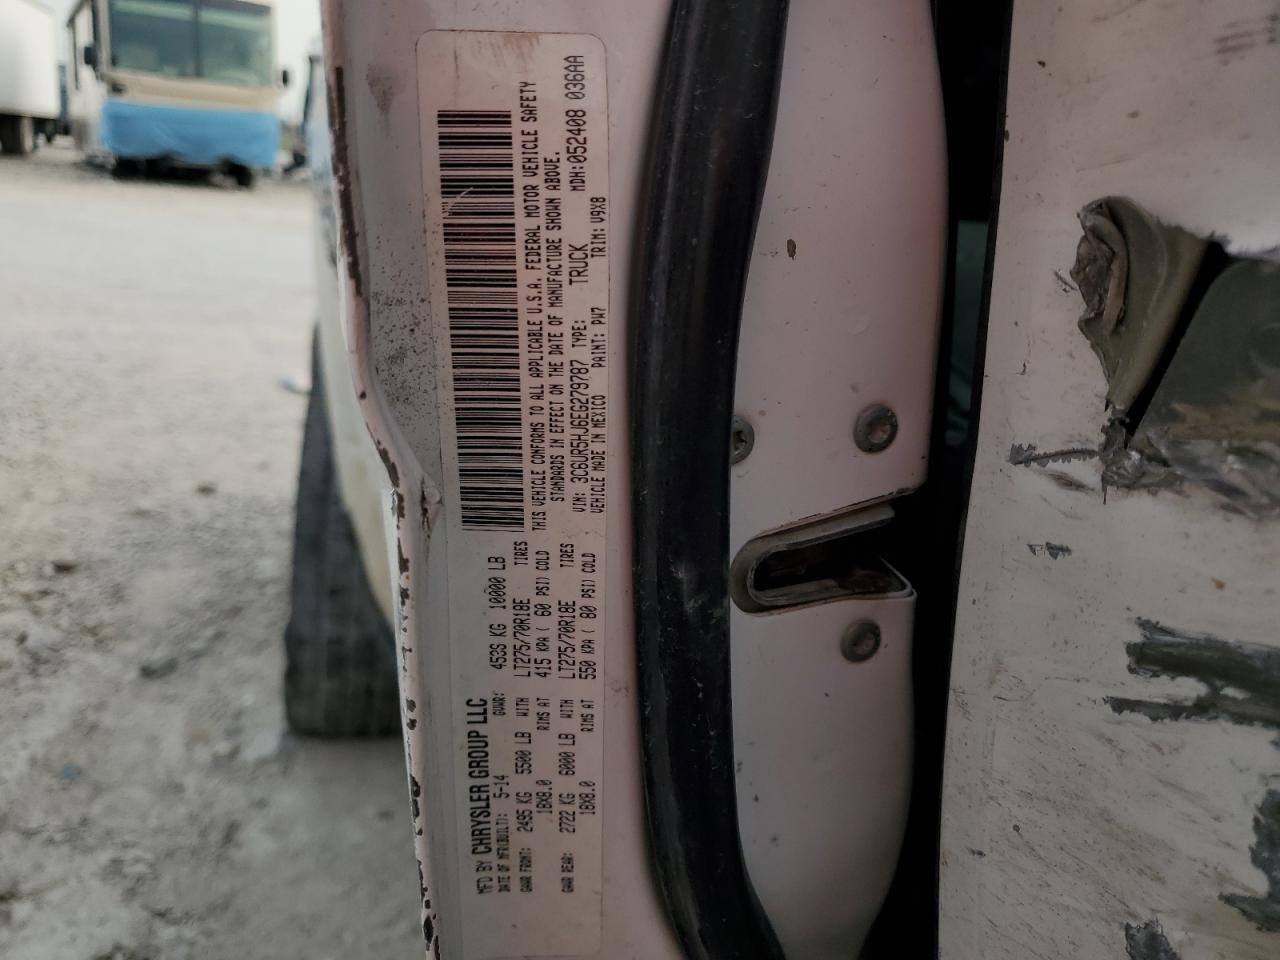 MFD BY CHRYSLER GROUP LLC
DATE OF MFR(BUILT): 5-14 GVWR: 4535 KG 10000 LB
GAWR FRONT: 2495 KG 5500 LB WITH LT275/70R18E TIRES
18X8.0 RIMS AT 415 KPA ( 60 PSI) COLD
GAWR REAR: 2722 KG 6000 LB WITH LT275/70R18E TIRES
18X8.0 RIMS AT 550 KPA ( 80 PSI) COLD
THIS VEHICLE CONFORMS TO ALL APPLICABLE U.S.A. FEDERAL MOTOR VEHICLE SAFETY
STANDARDS IN EFFECT ON THE DATE OF MANUFACTURE SHOWN ABOVE.
VIN: 3C6UR5HJ6EG279787 TYPE: TRUCK MDH:052408 036AA
VEHICLE MADE IN MEXICO PAINT: PW7 TRIM: V9X8